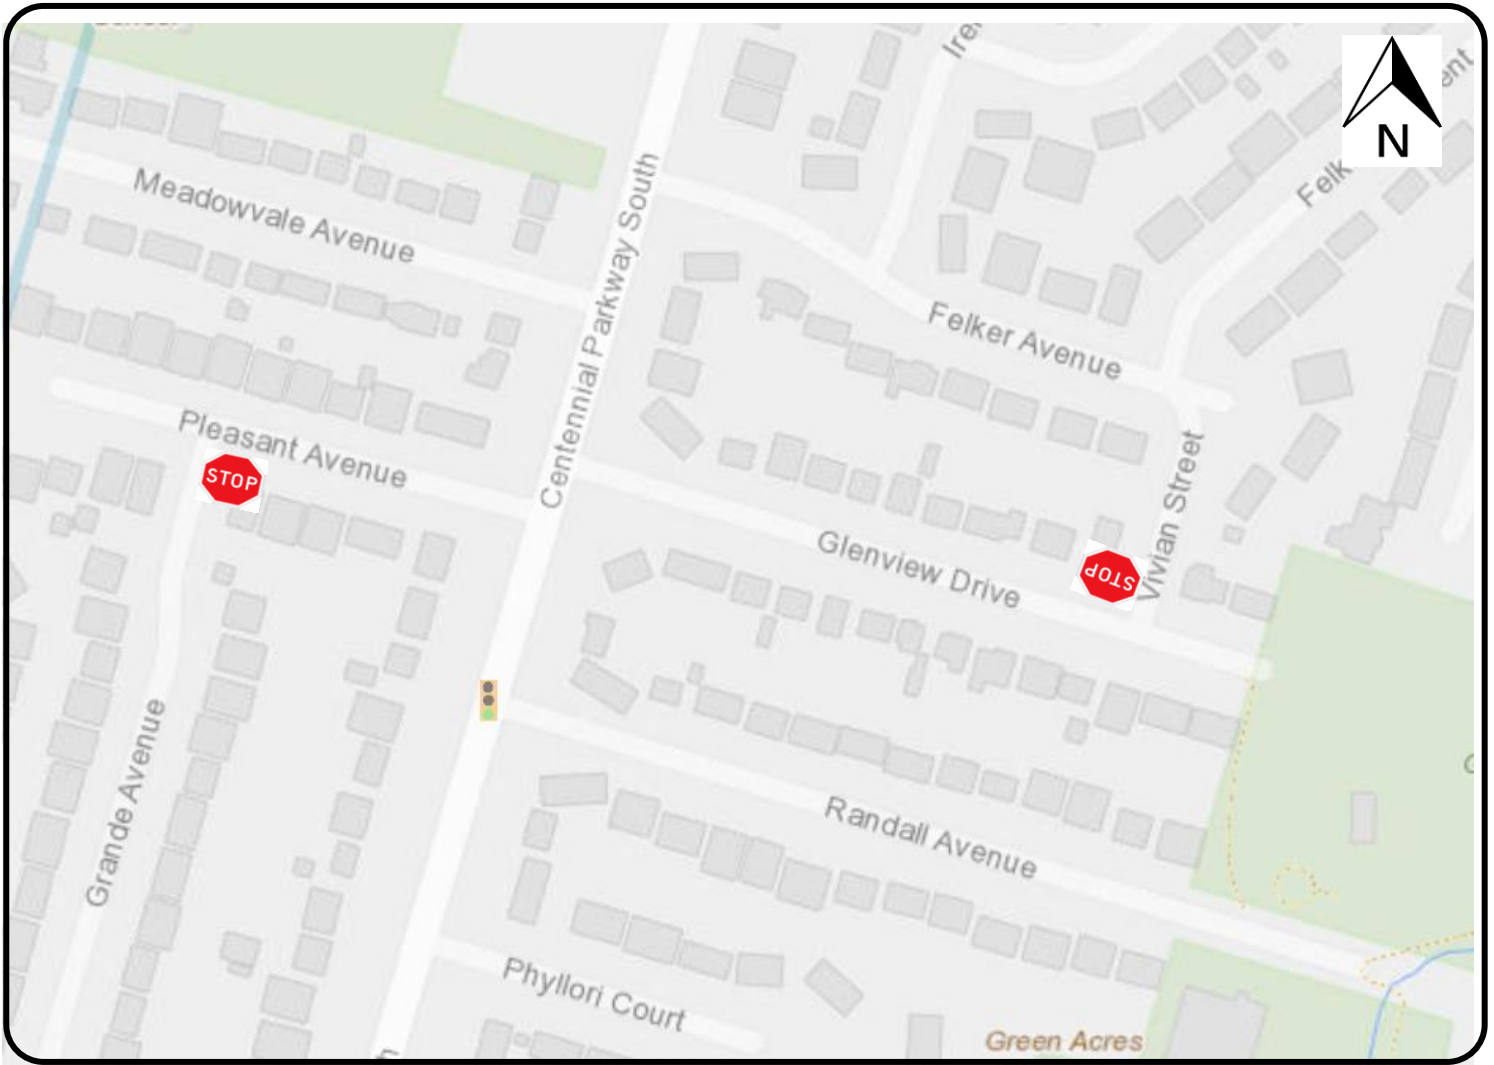 N
Meadowvale Avenue
Centennial Parkway South
Felker Avenue
Pleasant Avenue
STOP
Vivian Street
Glenview Drive
STOP
Grande Avenue
Randall Avenue
Phyllori Court
Green Acres